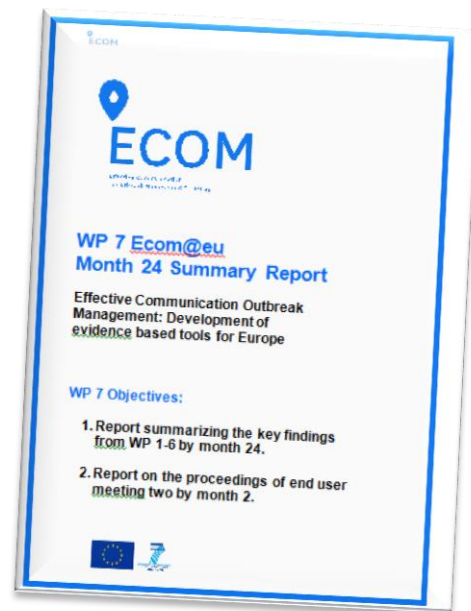 ECOM
ECOM
WP 7 Ecom@eu
Month 24 Summary Report
Effective Communication Outbreak
Management: Development of
evidence based tools for Europe
WP 7 Objectives:
1. Report summarizing the key findings
from WP 1-6 by month 24.
2. Report on the proceedings of end user
meeting two by month 2.